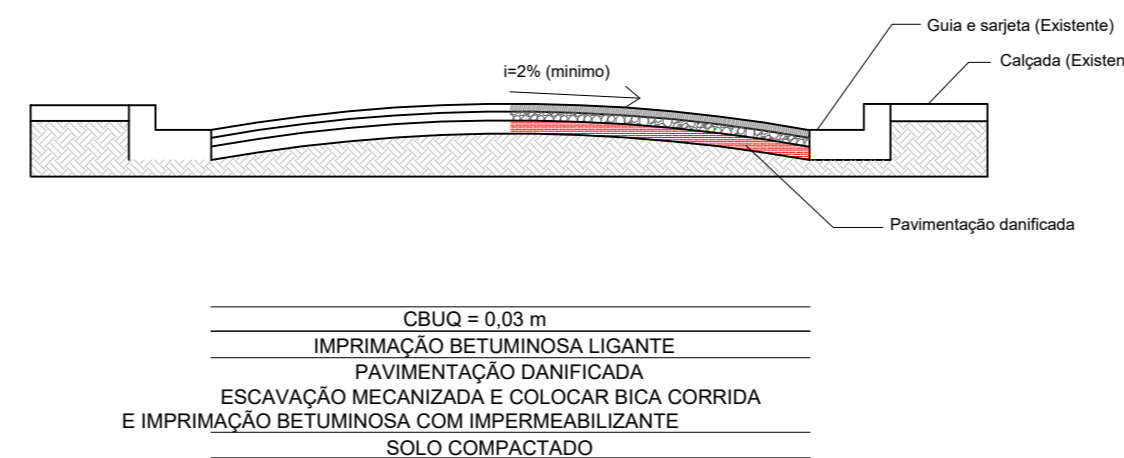 Guia e sarjeta (Existente)
Calçada (Existen
i=2% (minimo)
Pavimentação danificada
CBUQ = 0,03 m
IMPRIMAÇÃO BETUMINOSA LIGANTE
PAVIMENTAÇÃO DANIFICADA
ESCAVAÇÃO MECANIZADA E COLOCAR BICA CORRIDA
E IMPRIMAÇÃO BETUMINOSA COM IMPERMEABILIZANTE
SOLO COMPACTADO